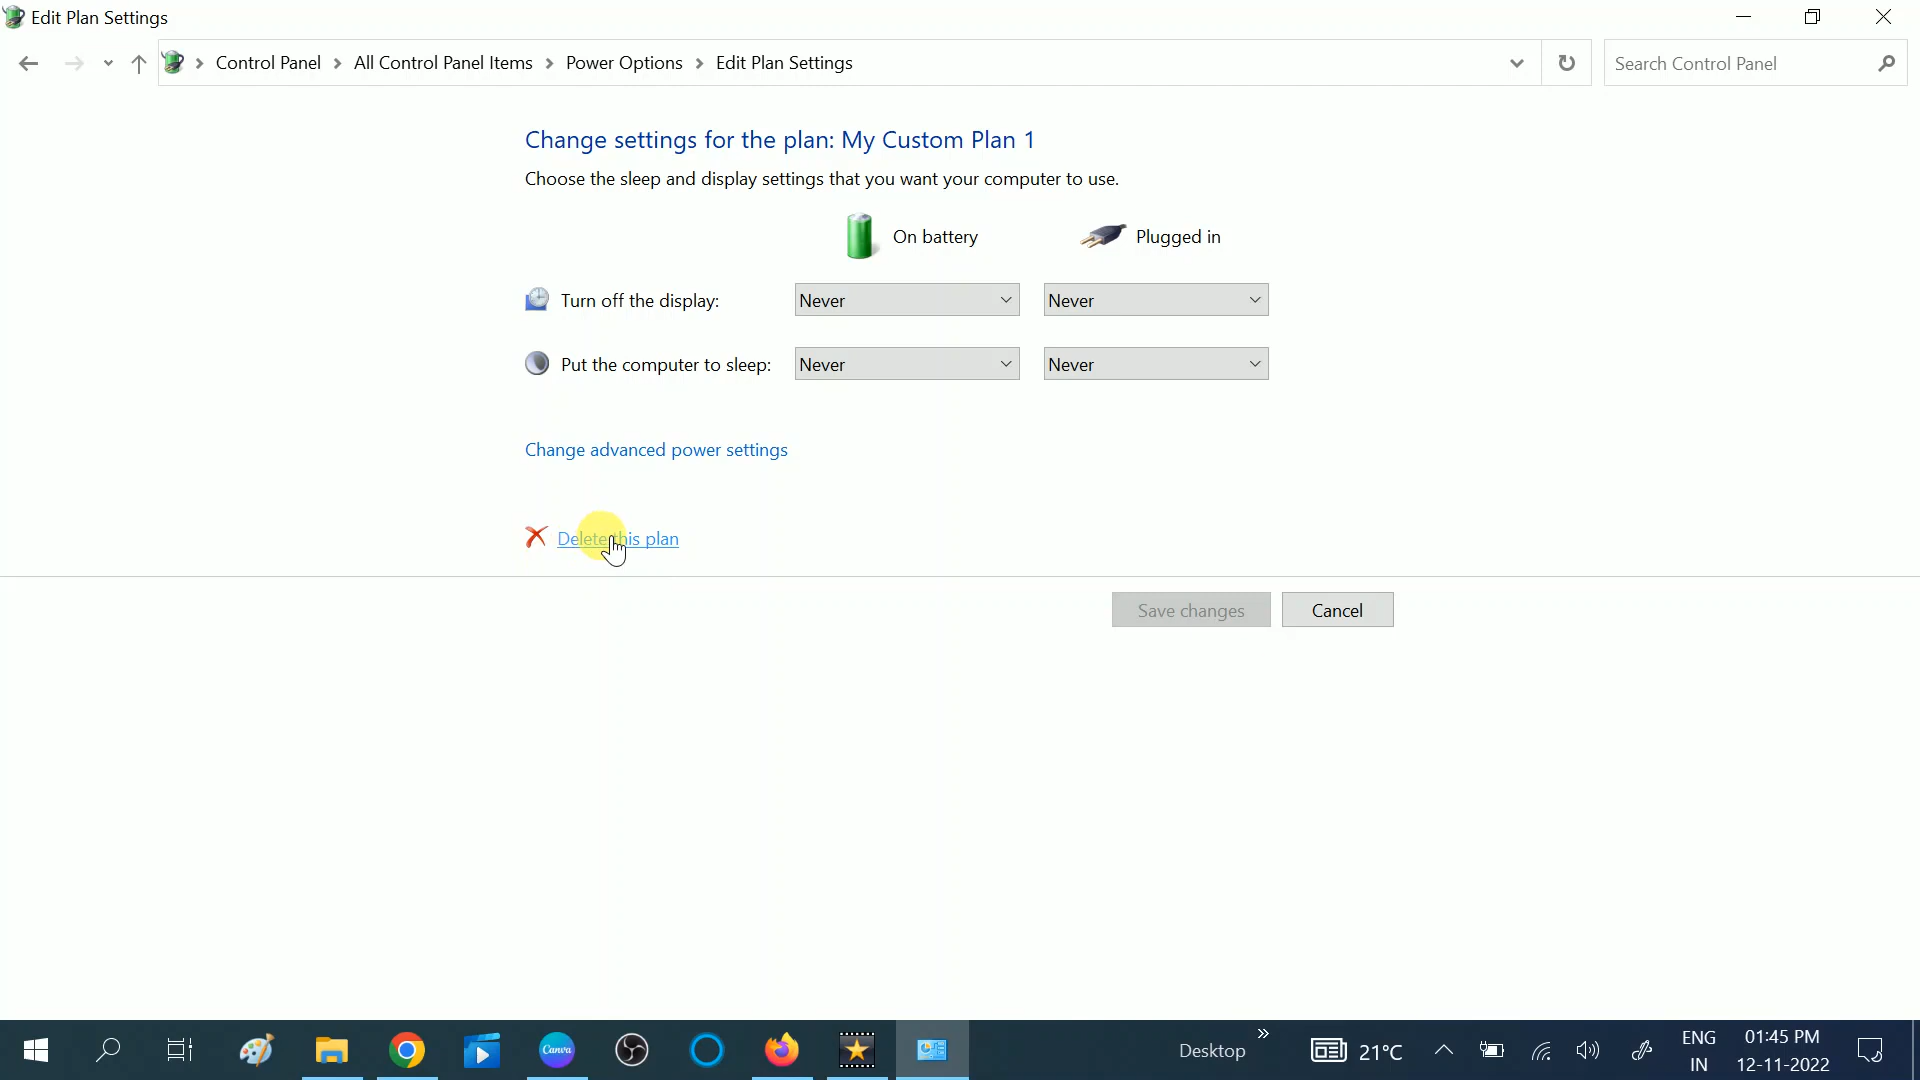 Edit Plan Settings
Control Panel > All Control Panel Items > Power Options > Edit Plan Settings
Search Control Panel
Change settings for the plan: My Custom Plan 1
Choose the sleep and display settings that you want your computer to use.
On battery Plugged in
Turn off the display: Never Never
Put the computer to sleep: Never Never
Change advanced power settings
Delete this plan
Save changes Cancel
Canva
Desktop
21°C
ENG
IN
01:45 PM
12-11-2022